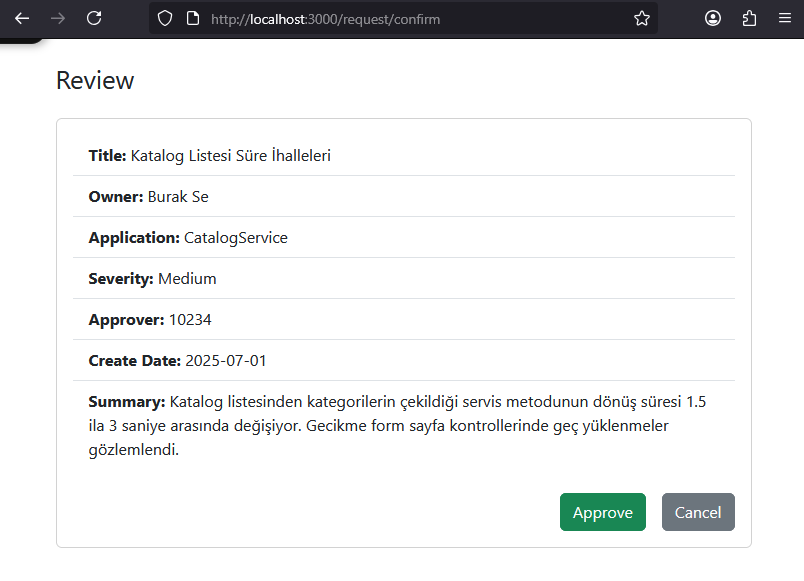 http://localhost:3000/request/confirm
Review
Title: Katalog Listesi Süre İhalleleri
Owner: Burak Se
Application: CatalogService
Severity: Medium
Approver: 10234
Create Date: 2025-07-01
Summary: Katalog listesinden kategorilerin çekildiği servis metodunun dönüş süresi 1.5
ila 3 saniye arasında değişiyor. Gecikme form sayfa kontrollerinde geç yüklenmeler
gözlemlendi.
Approve Cancel